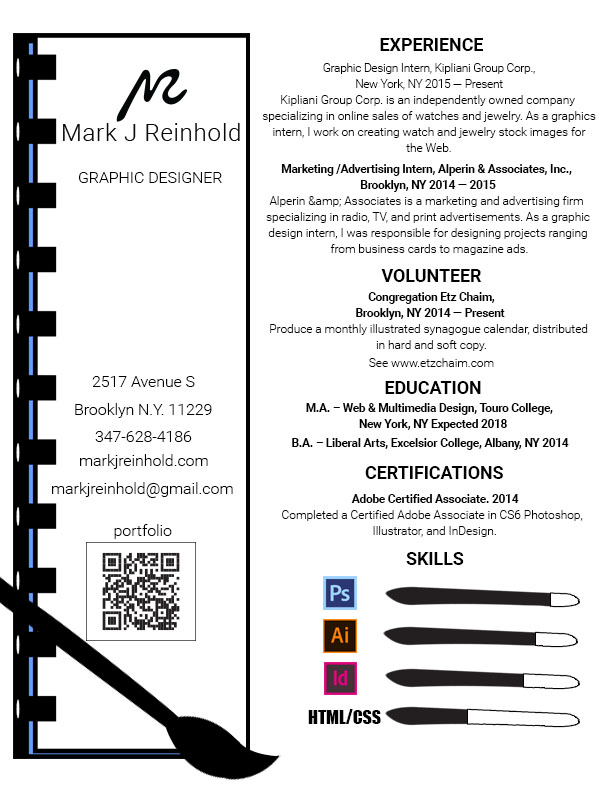 Mark J Reinhold
GRAPHIC DESIGNER
2517 Avenue S
Brooklyn N.Y. 11229
347-628-4186
markjreinhold.com
markjreinhold@gmail.com
portfolio
EXPERIENCE
Graphic Design Intern, Kipliani Group Corp.,
New York, NY 2015 — Present
Kipliani Group Corp. is an independently owned company
specializing in online sales of watches and jewelry. As a graphics
intern, I work on creating watch and jewelry stock images for
the Web.
Marketing /Advertising Intern, Alperin & Associates, Inc.,
Brooklyn, NY 2014 — 2015
Alperin &amp; Associates is a marketing and advertising firm
specializing in radio, TV, and print advertisements. As a graphic
design intern, I was responsible for designing projects ranging
from business cards to magazine ads.
VOLUNTEER
Congregation Etz Chaim,
Brooklyn, NY 2014 — Present
Produce a monthly illustrated synagogue calendar, distributed
in hard and soft copy.
See www.etzchaim.com
EDUCATION
M.A. – Web & Multimedia Design, Touro College,
New York, NY Expected 2018
B.A. – Liberal Arts, Excelsior College, Albany, NY 2014
CERTIFICATIONS
Adobe Certified Associate. 2014
Completed a Certified Adobe Associate in CS6 Photoshop,
Illustrator, and InDesign.
SKILLS
Ps
Ai
Id
HTML/CSS